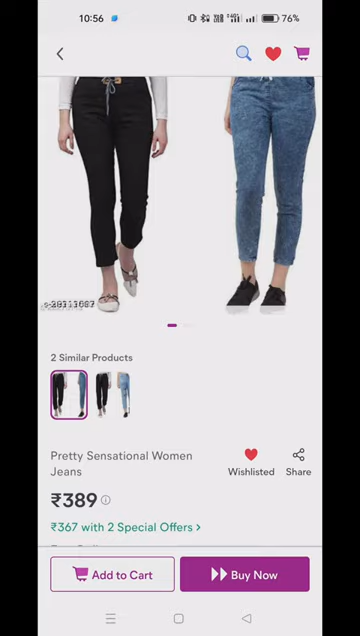 10:56
76%
2 Similar Products
Pretty Sensational Women
Jeans
Wishlisted
Share
₹389
₹367 with 2 Special Offers >
Add to Cart
Buy Now